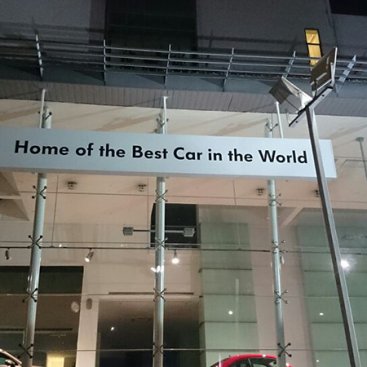 Home of the Best Car in the World